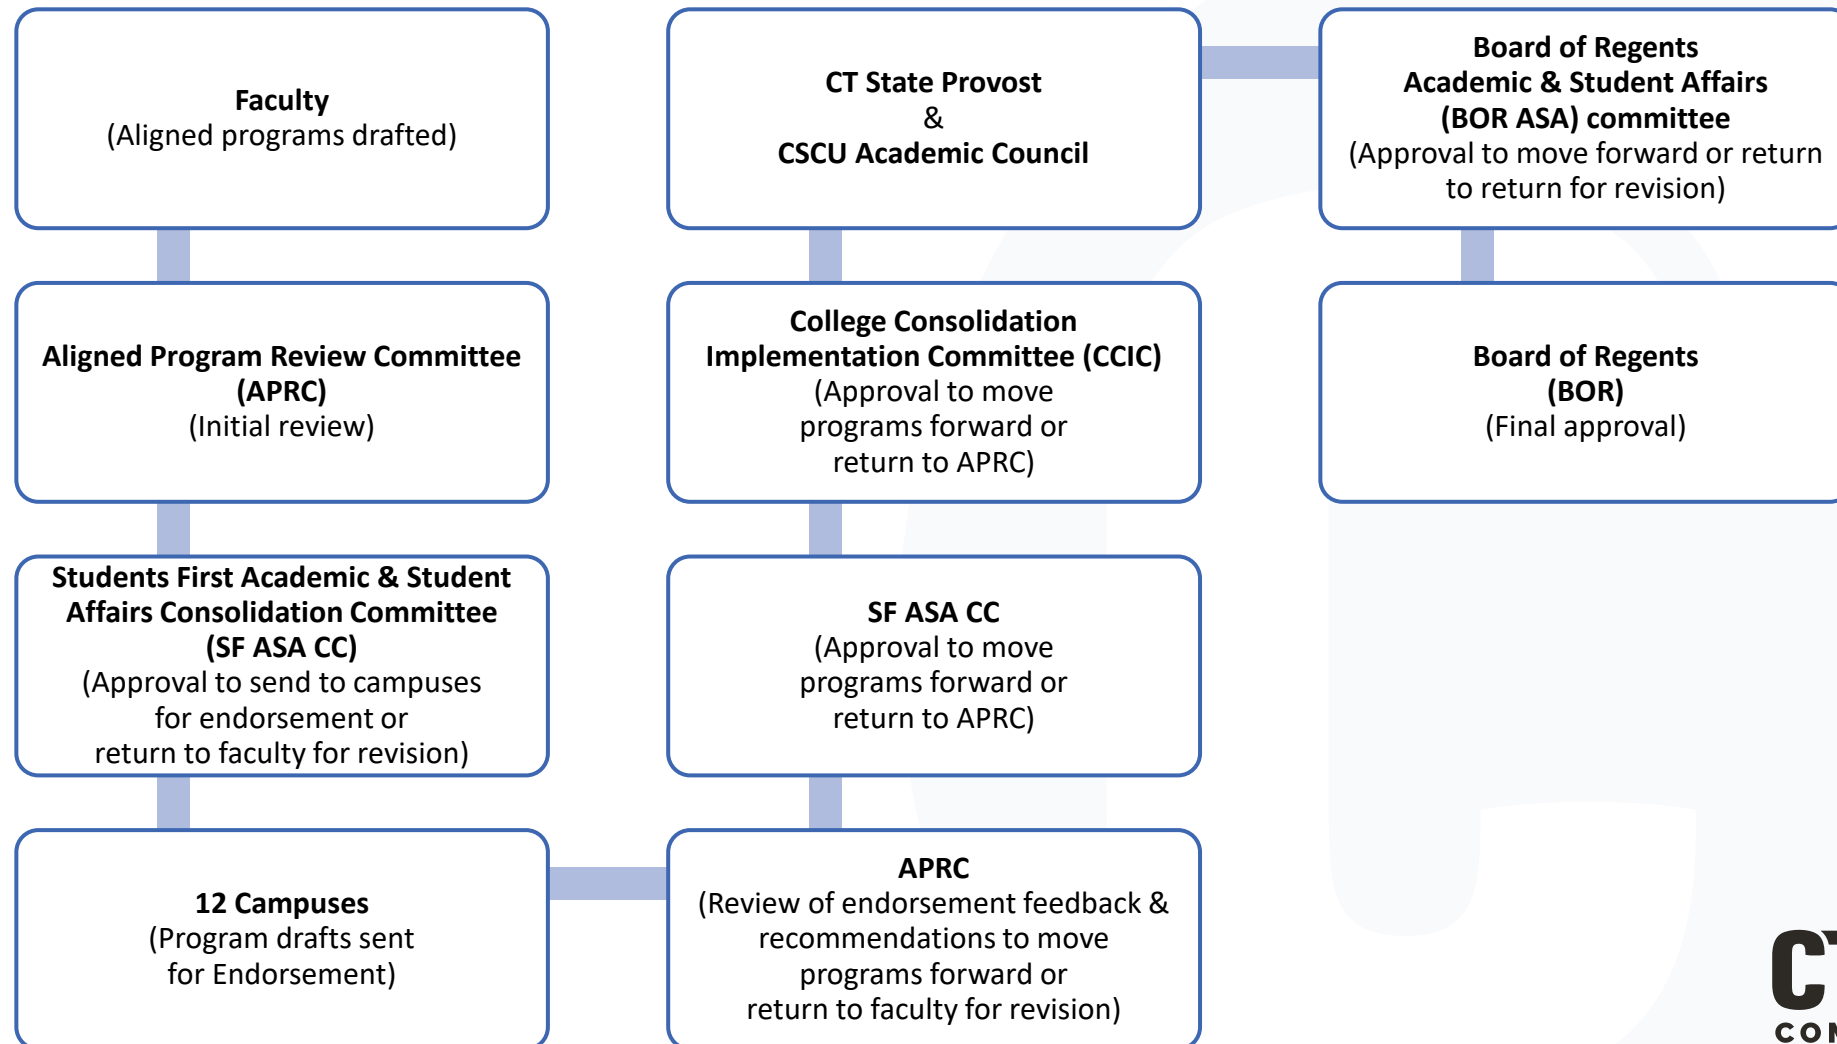 Faculty
(Aligned programs drafted)
Aligned Program Review Committee
(APRC)
(Initial review)
Students First Academic & Student
Affairs Consolidation Committee
(SF ASA CC)
(Approval to send to campuses
for endorsement or
return to faculty for revision)
12 Campuses
(Program drafts sent
for Endorsement)
APRC
(Review of endorsement feedback &
recommendations to move
programs forward or
return to faculty for revision)
SF ASA CC
(Approval to move
programs forward or
return to APRC)
College Consolidation
Implementation Committee (CCIC)
(Approval to move
programs forward or
return to APRC)
CT State Provost
&
CSCU Academic Council
Board of Regents
Academic & Student Affairs
(BOR ASA) committee
(Approval to move forward or return
to return for revision)
Board of Regents
(BOR)
(Final approval)